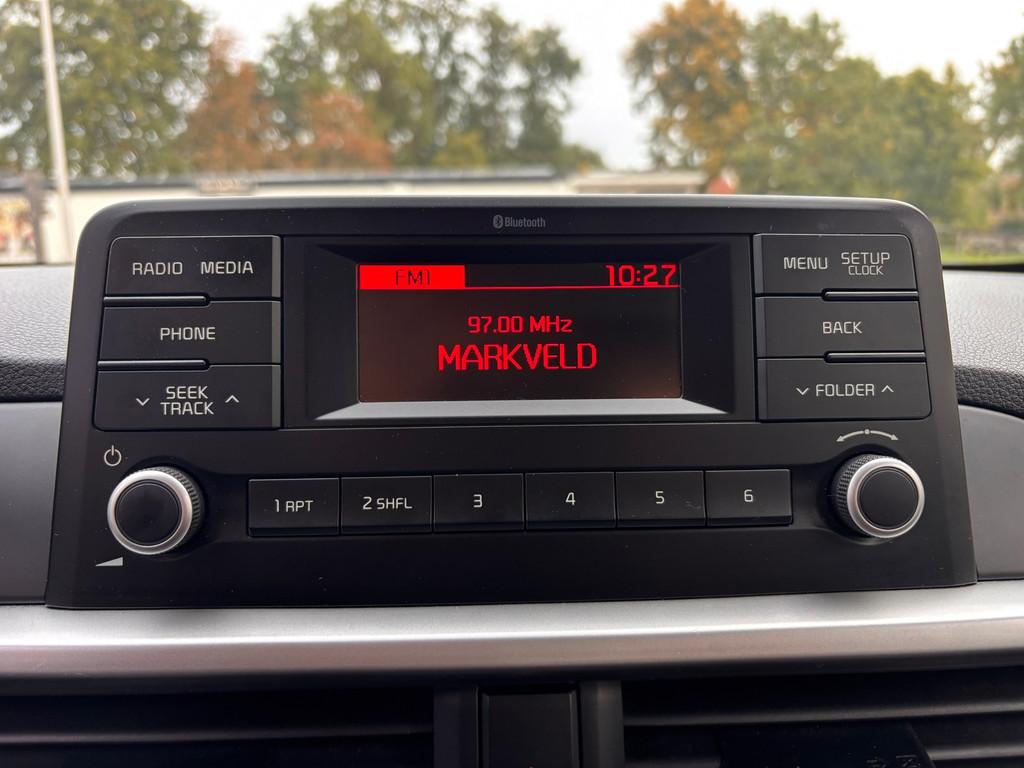 Bluetooth
RADIO MEDIA
PHONE
SEEK
TRACK
FM1 10:27
97.00 MHz
MARKVELD
MENU SETUP
CLOCK
BACK
FOLDER
1 RPT 2 SHFL 3 4 5 6